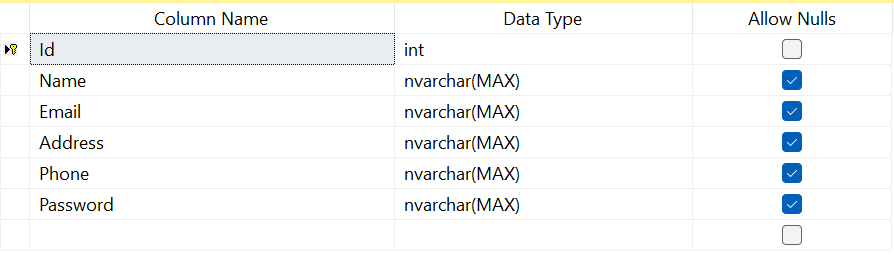 Column Name Data Type Allow Nulls
Id int
Name nvarchar(MAX)
Email nvarchar(MAX)
Address nvarchar(MAX)
Phone nvarchar(MAX)
Password nvarchar(MAX)